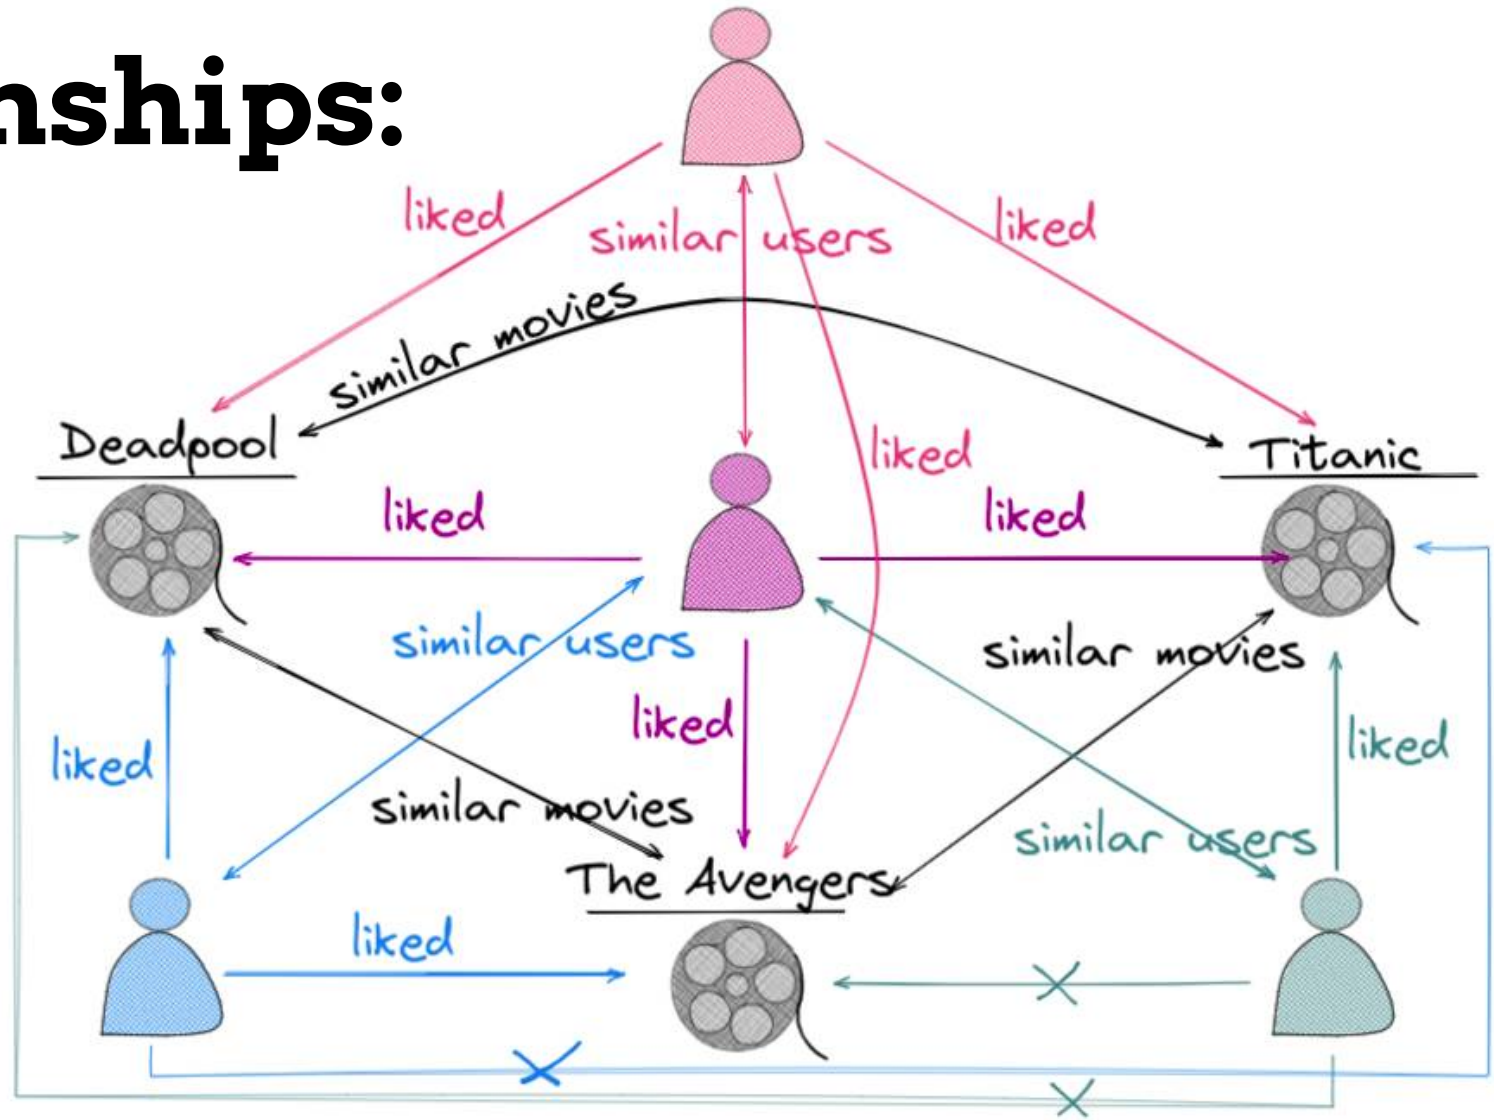 nships:
liked
similar users
liked
similar movies
Deadpool
liked
Titanic
liked
liked
similar users
similar movies
liked
liked
liked
similar movies
similar users
The Avengers
liked